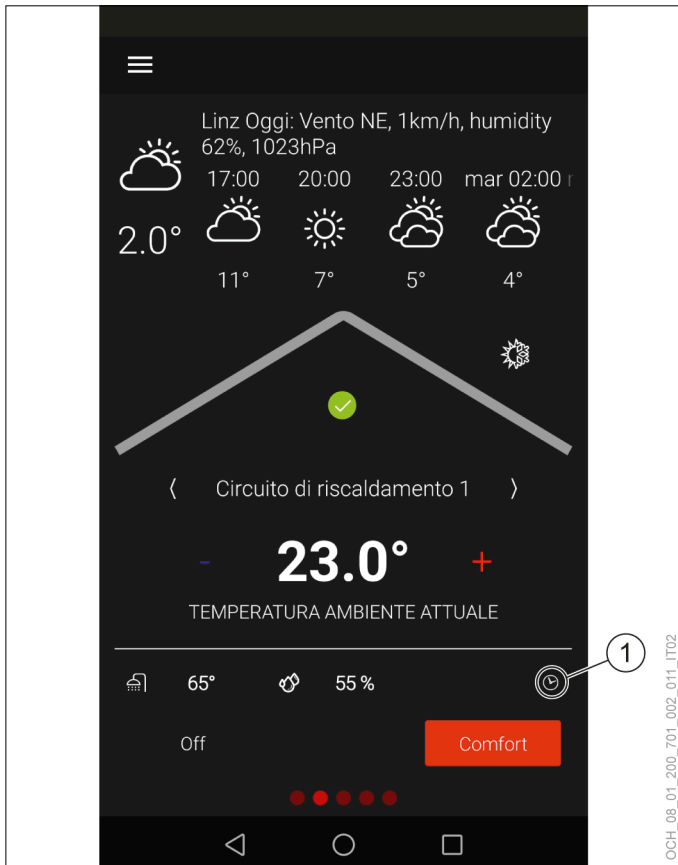 Linz Oggi: Vento NE, 1km/h, humidity
62%, 1023hPa
17:00 20:00 23:00 mar 02:00
2.0°
11° 7° 5° 4°
Circuito di riscaldamento 1
- 23.0° +
TEMPERATURA AMBIENTE ATTUALE
1
65° 55 %
Off Comfort
OCH_08_01_200_701_002_011_IT02